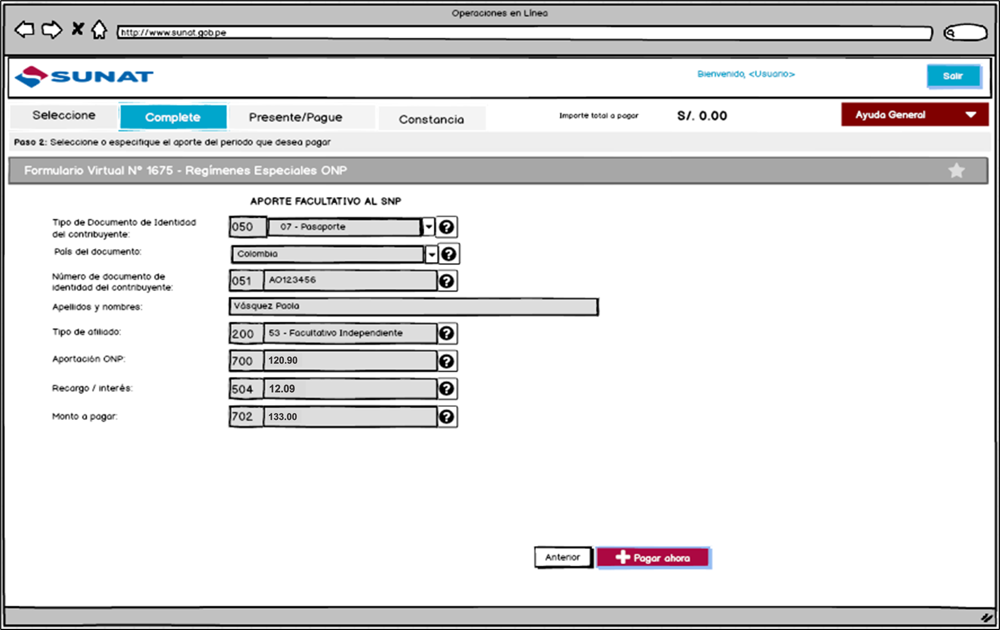 Operaciones en Línea
http://www.sunat.gob.pe
SUNAT
Bienvenido, <Usuario>
Salir
Seleccione
Complete
Presente/Pague
Constancia
Importe total a pagar
S/. 0.00
Ayuda General
Paso 2: Seleccione o especifique el aporte del periodo que desea pagar
Formulario Virtual Nº 1675 - Regímenes Especiales ONP
APORTE FACULTATIVO AL SNP
Tipo de Documento de Identidad
del contribuyente:
050
07 - Pasaporte
?
País del documento:
Colombia
?
Número de documento de
identidad del contribuyente:
051
AO123456
?
Apellidos y nombres:
Vásquez Paola
Tipo de afiliado:
200
53 - Facultativo Independiente
?
Aportación ONP:
700
120.90
?
Recargo / interés:
504
12.09
?
Monto a pagar:
702
133.00
?
Anterior
Pagar ahora